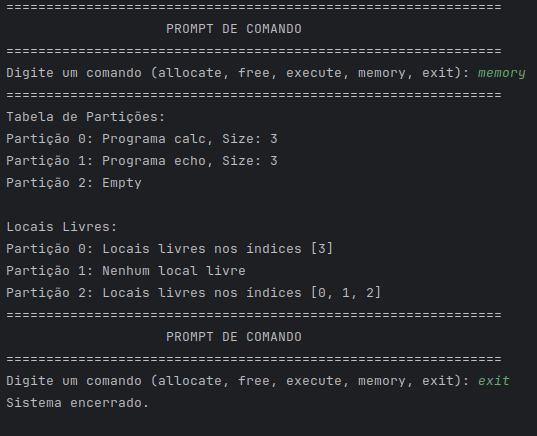 ==============================================================
PROMPT DE COMANDO
==============================================================
Digite um comando (allocate, free, execute, memory, exit): memory
==============================================================
Tabela de Partições:
Partição 0: Programa calc, Size: 3
Partição 1: Programa echo, Size: 3
Partição 2: Empty

Locais Livres:
Partição 0: Locais livres nos índices [3]
Partição 1: Nenhum local livre
Partição 2: Locais livres nos índices [0, 1, 2]
==============================================================
PROMPT DE COMANDO
==============================================================
Digite um comando (allocate, free, execute, memory, exit): exit
Sistema encerrado.